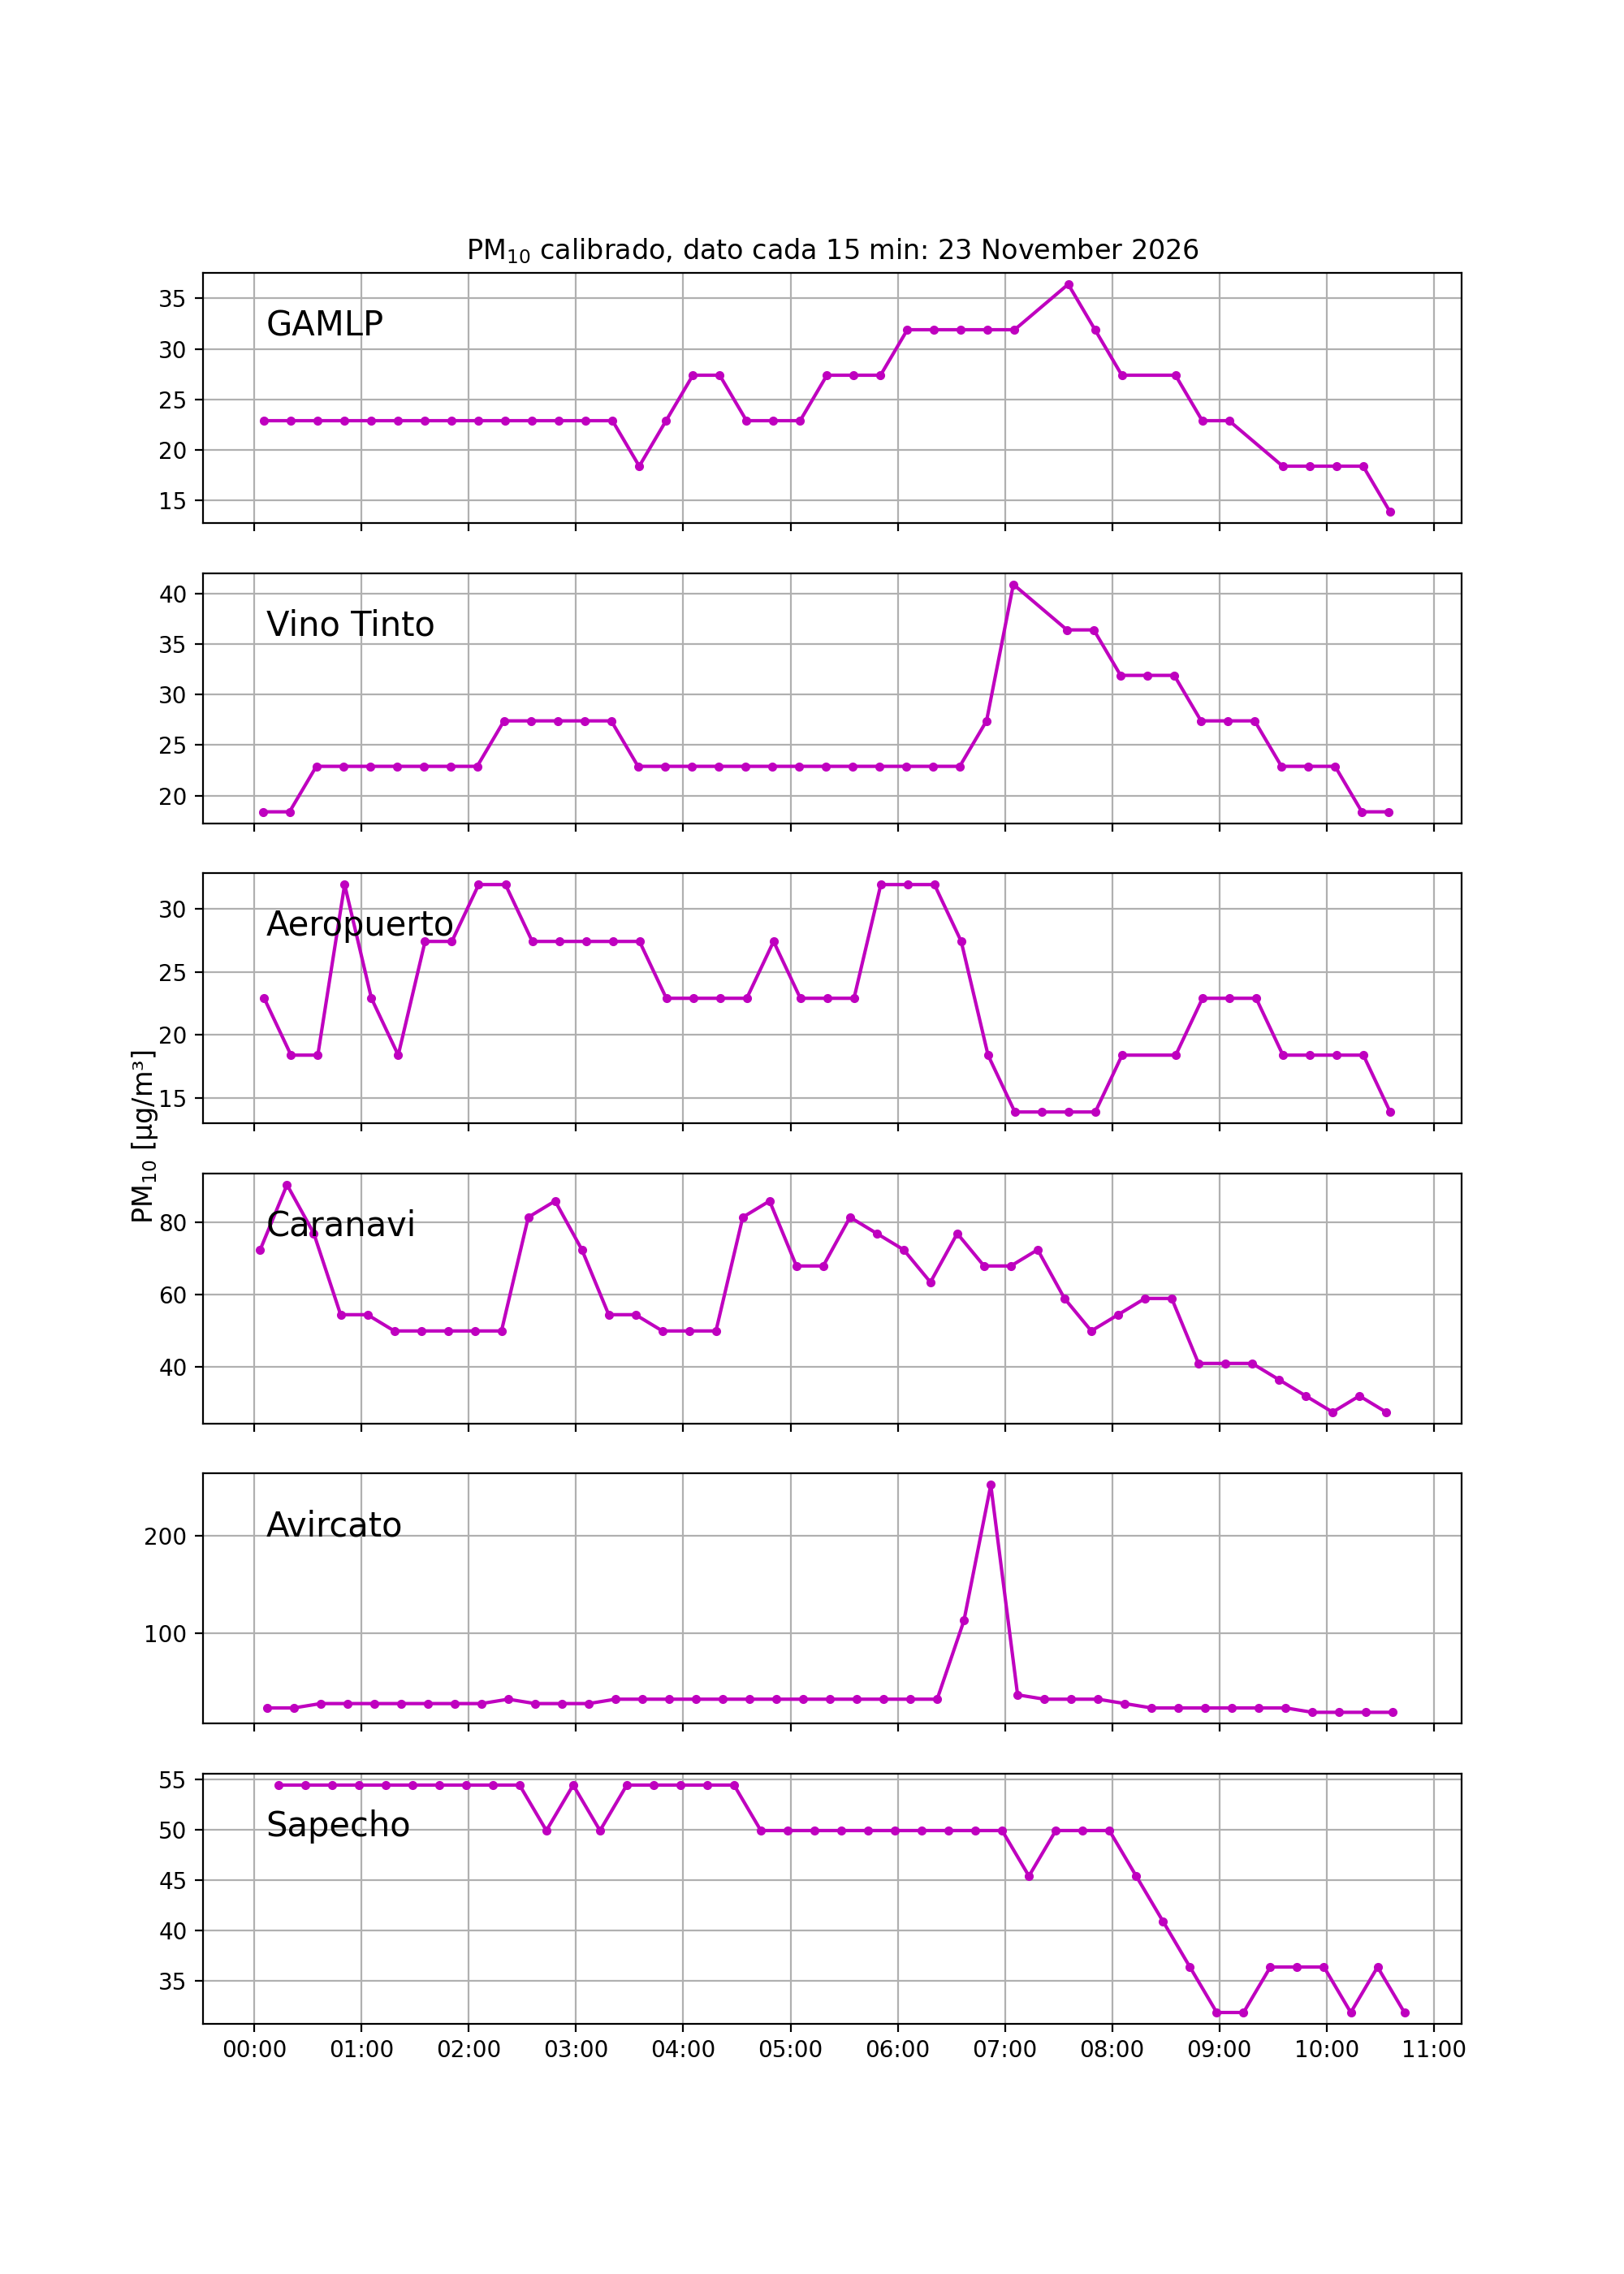 PM₁₀ calibrado, dato cada 15 min: 23 November 2026
35
GAMLP
30
25
20
15
40
Vino Tinto
35
30
25
20
30
Aeropuerto
25
20
15
PM₁₀ [µg/m³]
80
Caranavi
60
40
200
Avircato
100
55
50
Sapecho
45
40
35
00:00 01:00 02:00 03:00 04:00 05:00 06:00 07:00 08:00 09:00 10:00 11:00